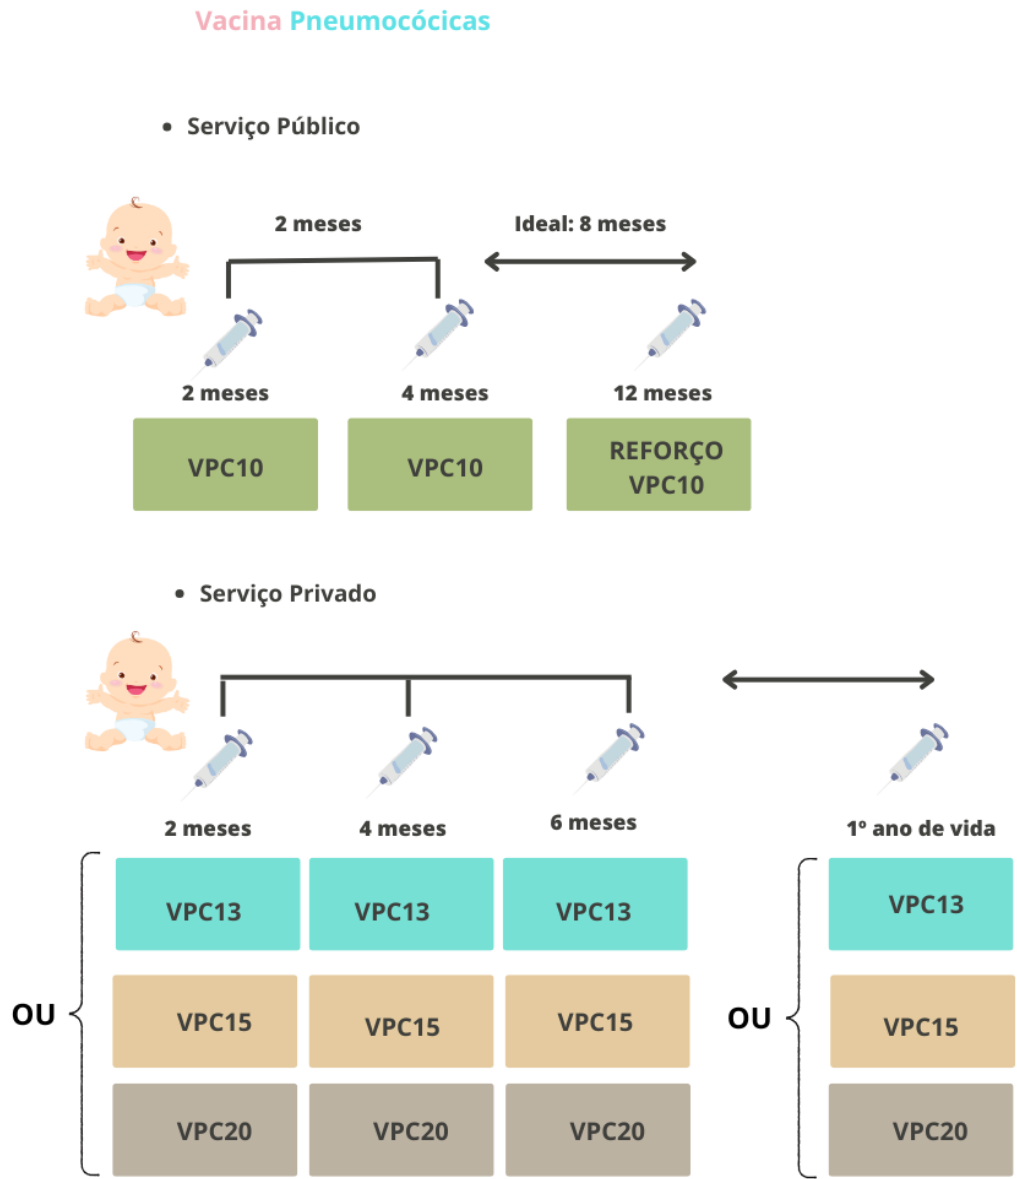 Vacina Pneumocócicas
• Serviço Público
2 meses
Ideal: 8 meses
2 meses
4 meses
12 meses
VPC10
VPC10
REFORÇO
VPC10
• Serviço Privado
2 meses
4 meses
6 meses
1º ano de vida
VPC13
VPC13
VPC13
VPC13
OU
VPC15
VPC15
VPC15
OU
VPC15
VPC20
VPC20
VPC20
VPC20